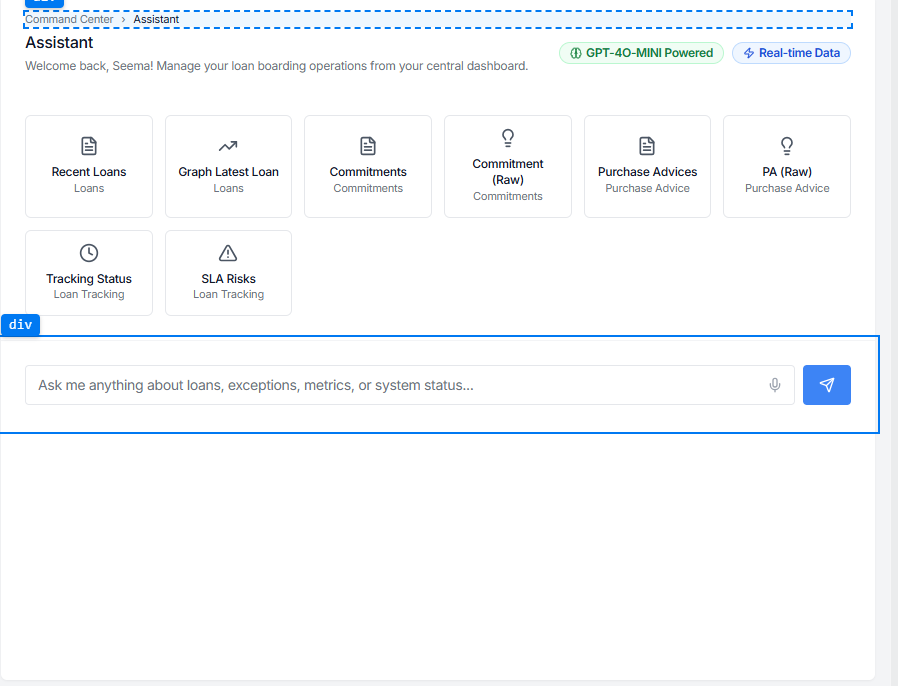 Command Center › Assistant
Assistant
GPT-4O-MINI Powered
Real-time Data
Welcome back, Seema! Manage your loan boarding operations from your central dashboard.
Recent Loans
Loans
Graph Latest Loan
Loans
Commitments
Commitments
Commitment
(Raw)
Commitments
Purchase Advices
Purchase Advice
PA (Raw)
Purchase Advice
Tracking Status
Loan Tracking
SLA Risks
Loan Tracking
div
Ask me anything about loans, exceptions, metrics, or system status...